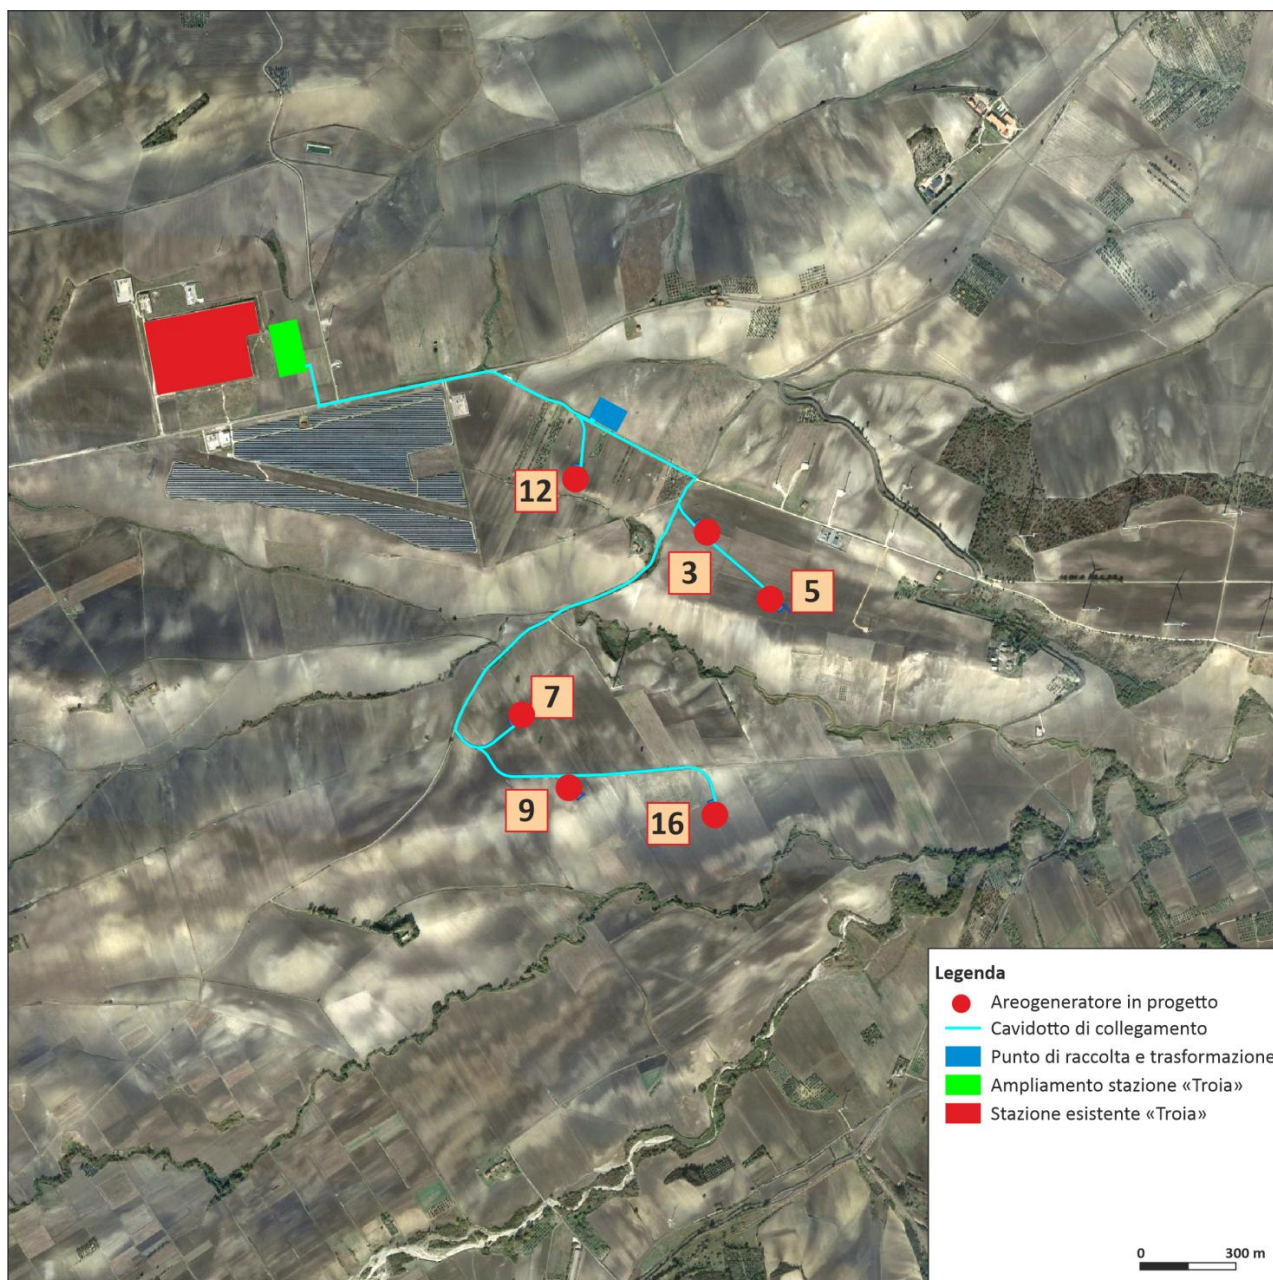 12
3
5
7
9
16
Legenda
Areogeneratore in progetto
Cavidotto di collegamento
Punto di raccolta e trasformazione
Ampliamento stazione «Troia»
Stazione esistente «Troia»
0 300 m